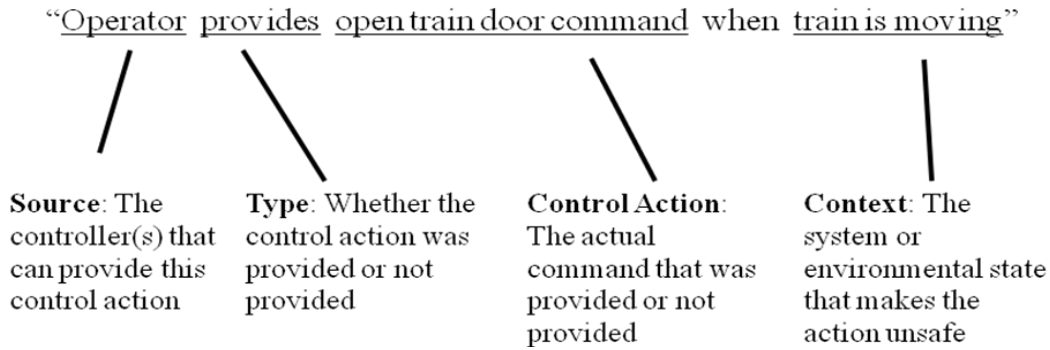 “Operator provides open train door command when train is moving”
Source: The
controller(s) that
can provide this
control action
Type: Whether the
control action was
provided or not
provided
Control Action:
The actual
command that was
provided or not
provided
Context: The
system or
environmental state
that makes the
action unsafe